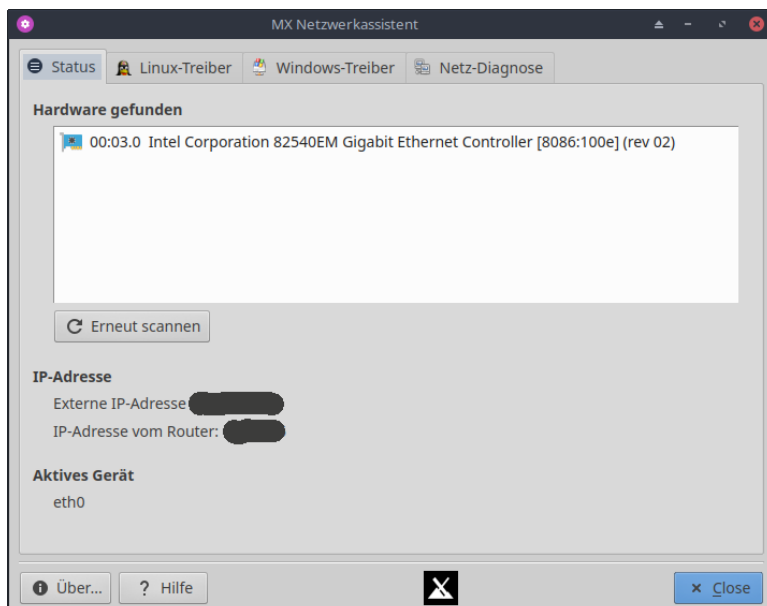 MX Netzwerkassistent
Status Linux-Treiber Windows-Treiber Netz-Diagnose
Hardware gefunden
00:03.0 Intel Corporation 82540EM Gigabit Ethernet Controller [8086:100e] (rev 02)
Erneut scannen
IP-Adresse
Externe IP-Adresse
IP-Adresse vom Router:
Aktives Gerät
eth0
Über... ? Hilfe Close